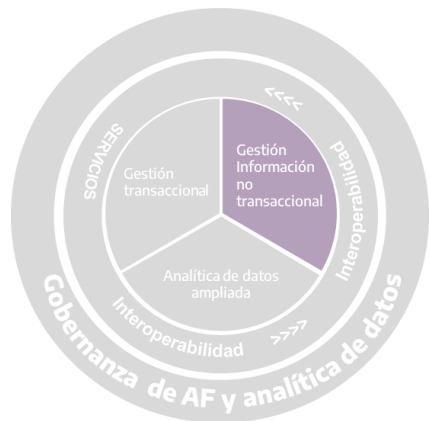 <<<<
SERVICIOS
Interoperabilidad
Gestión
transaccional
Gestión
Información
no
transaccional
Analítica de datos
ampliada
Interoperabilidad
>>>>
Gobernanza de AF y analítica de datos